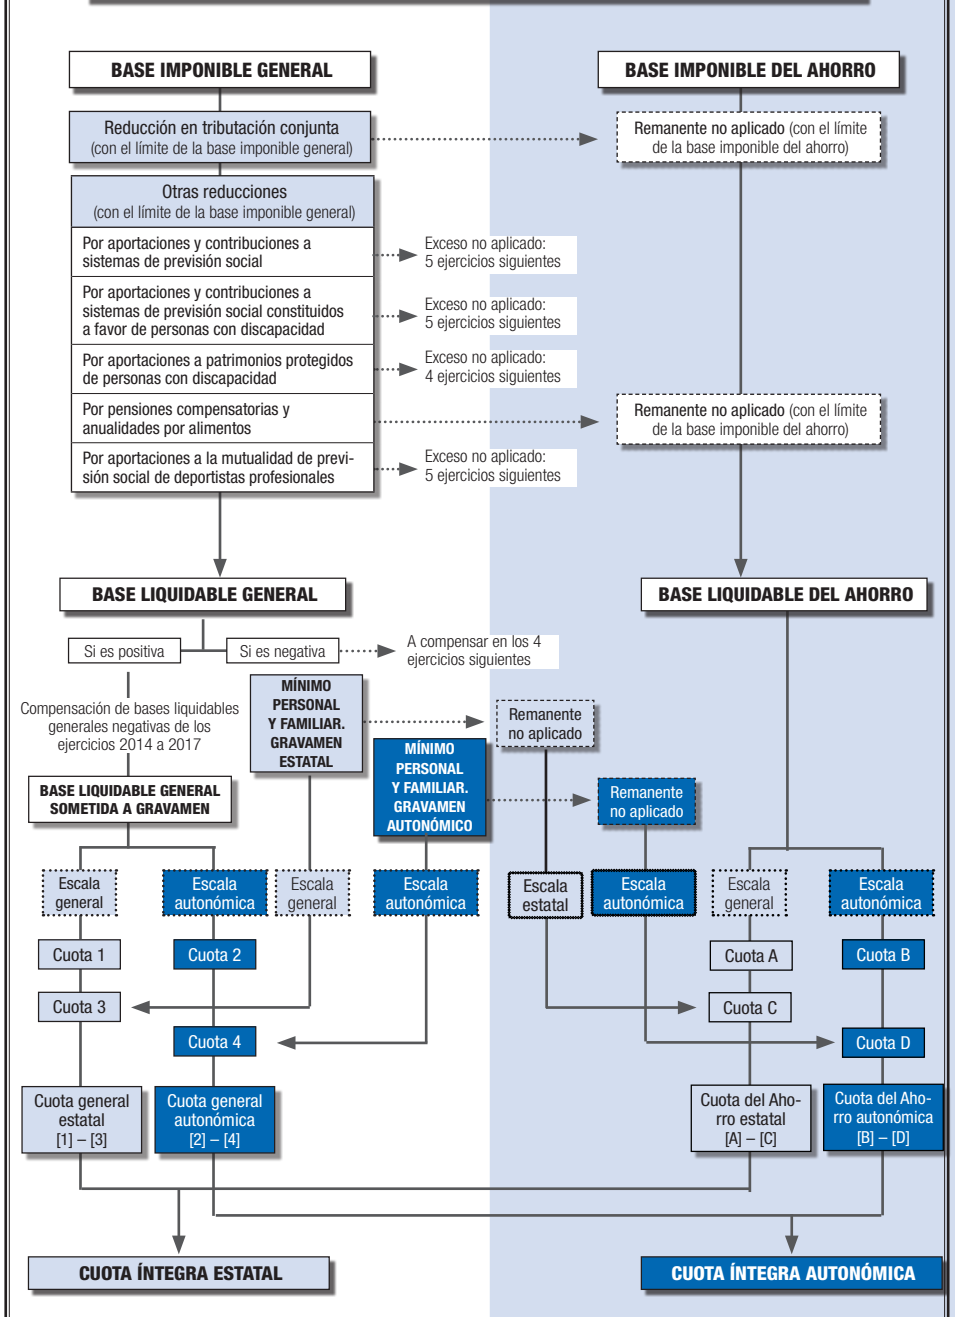 BASE IMPONIBLE GENERAL
BASE IMPONIBLE DEL AHORRO
Reducción en tributación conjunta
(con el límite de la base imponible general)
Remanente no aplicado (con el límite
de la base imponible del ahorro)
Otras reducciones
(con el límite de la base imponible general)
Por aportaciones y contribuciones a
sistemas de previsión social
Exceso no aplicado:
5 ejercicios siguientes
Por aportaciones y contribuciones a
sistemas de previsión social constituidos
a favor de personas con discapacidad
Exceso no aplicado:
5 ejercicios siguientes
Por aportaciones a patrimonios protegidos
de personas con discapacidad
Exceso no aplicado:
4 ejercicios siguientes
Por pensiones compensatorias y
anualidades por alimentos
Remanente no aplicado (con el límite
de la base imponible del ahorro)
Por aportaciones a la mutualidad de previ-
sión social de deportistas profesionales
Exceso no aplicado:
5 ejercicios siguientes
BASE LIQUIDABLE GENERAL
BASE LIQUIDABLE DEL AHORRO
Si es positiva
Si es negativa
A compensar en los 4
ejercicios siguientes
Compensación de bases liquidables
generales negativas de los
ejercicios 2014 a 2017
MÍNIMO
PERSONAL
Y FAMILIAR.
GRAVAMEN
ESTATAL
Remanente
no aplicado
MÍNIMO
PERSONAL
Y FAMILIAR.
GRAVAMEN
AUTONÓMICO
Remanente
no aplicado
BASE LIQUIDABLE GENERAL
SOMETIDA A GRAVAMEN
Escala
general
Escala
autonómica
Escala
general
Escala
autonómica
Escala
estatal
Escala
autonómica
Escala
general
Escala
autonómica
Cuota 1
Cuota 2
Cuota A
Cuota B
Cuota 3
Cuota C
Cuota 4
Cuota D
Cuota general
estatal
[1] – [3]
Cuota general
autonómica
[2] – [4]
Cuota del Aho-
rro estatal
[A] – [C]
Cuota del Aho-
rro autonómica
[B] – [D]
CUOTA ÍNTEGRA ESTATAL
CUOTA ÍNTEGRA AUTONÓMICA